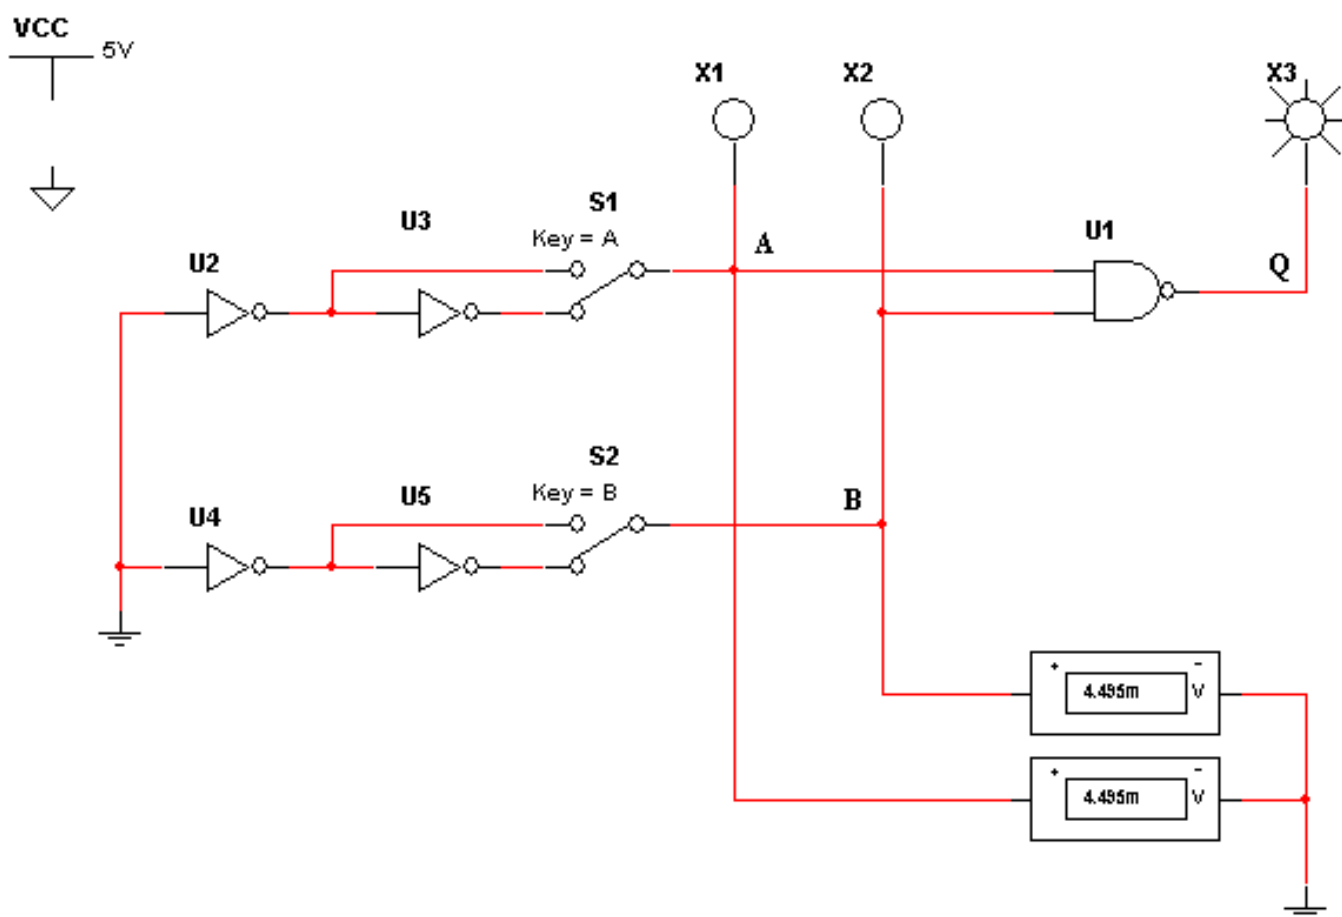 VCC
5V
X1
X2
X3
S1
Key = A
U3
U2
A
U1
Q
S2
Key = B
U5
U4
B
+ -
4.495m V
+ -
4.495m V